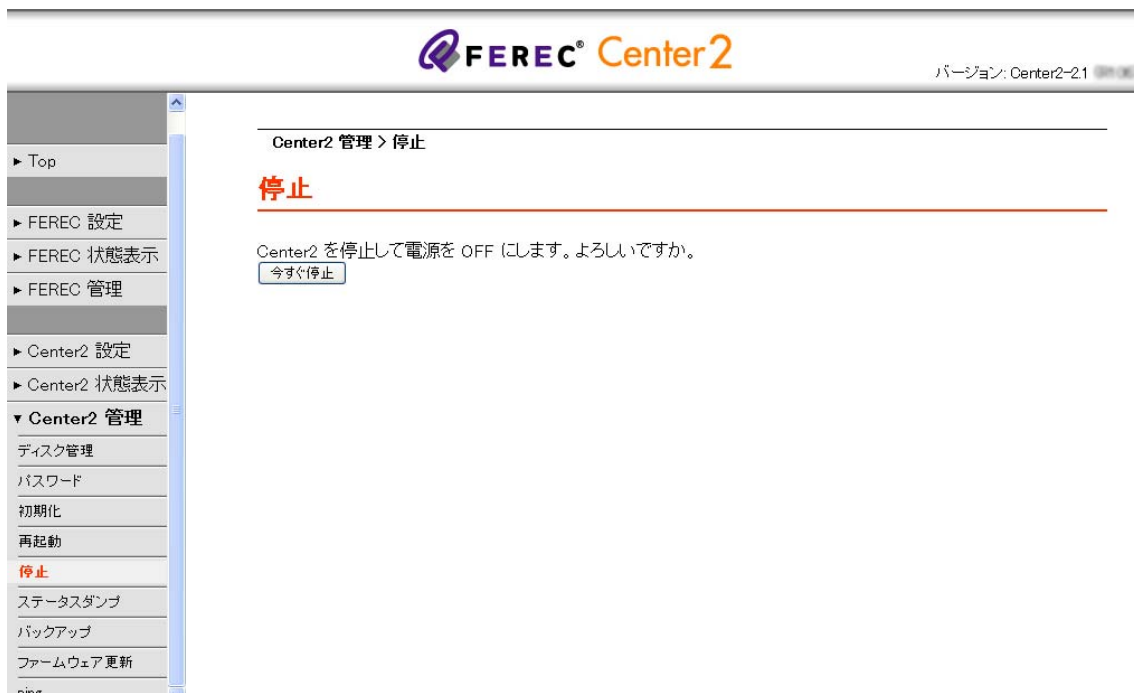 FEREC® Center2
バージョン: Center2-2.1
Center2 管理 > 停止
停止
Center2 を停止して電源を OFF にします。よろしいですか。
今すぐ停止
► Top
► FEREC 設定
► FEREC 状態表示
► FEREC 管理
► Center2 設定
► Center2 状態表示
▼ Center2 管理
ディスク管理
パスワード
初期化
再起動
停止
ステータスダンプ
バックアップ
ファームウェア更新
ping